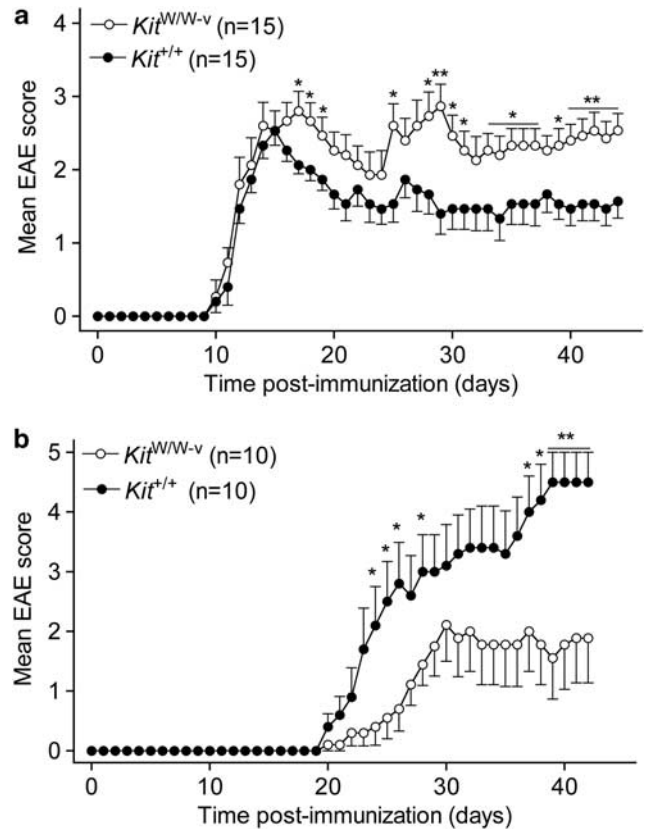 a
Kit^W/W-v (n=15)
Kit^+/+ (n=15)
Mean EAE score
4
3
2
1
0
* * * * * ** * * * * **
0 10 20 30 40
Time post-immunization (days)
b
Kit^W/W-v (n=10)
Kit^+/+ (n=10)
Mean EAE score
5
4
3
2
1
0
* * * * * * **
0 10 20 30 40
Time post-immunization (days)